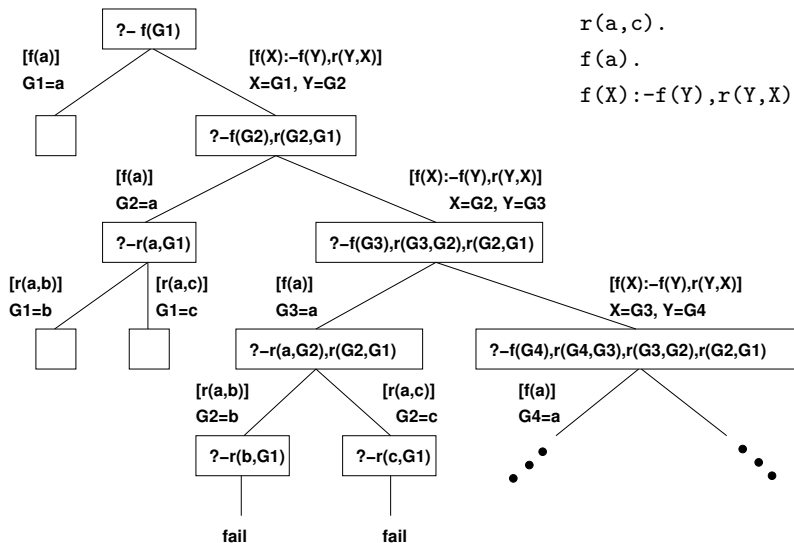 ?– f(G1)
r(a,c).
f(a).
f(X):-f(Y),r(Y,X)
[f(a)]
G1=a
[f(X):–f(Y),r(Y,X)]
X=G1, Y=G2
?–f(G2),r(G2,G1)
[f(a)]
G2=a
[f(X):–f(Y),r(Y,X)]
X=G2, Y=G3
?–r(a,G1)
?–f(G3),r(G3,G2),r(G2,G1)
[r(a,b)]
G1=b
[r(a,c)]
G1=c
[f(a)]
G3=a
[f(X):–f(Y),r(Y,X)]
X=G3, Y=G4
?–r(a,G2),r(G2,G1)
?–f(G4),r(G4,G3),r(G3,G2),r(G2,G1)
[r(a,b)]
G2=b
[r(a,c)]
G2=c
[f(a)]
G4=a
?–r(b,G1)
?–r(c,G1)
fail
fail